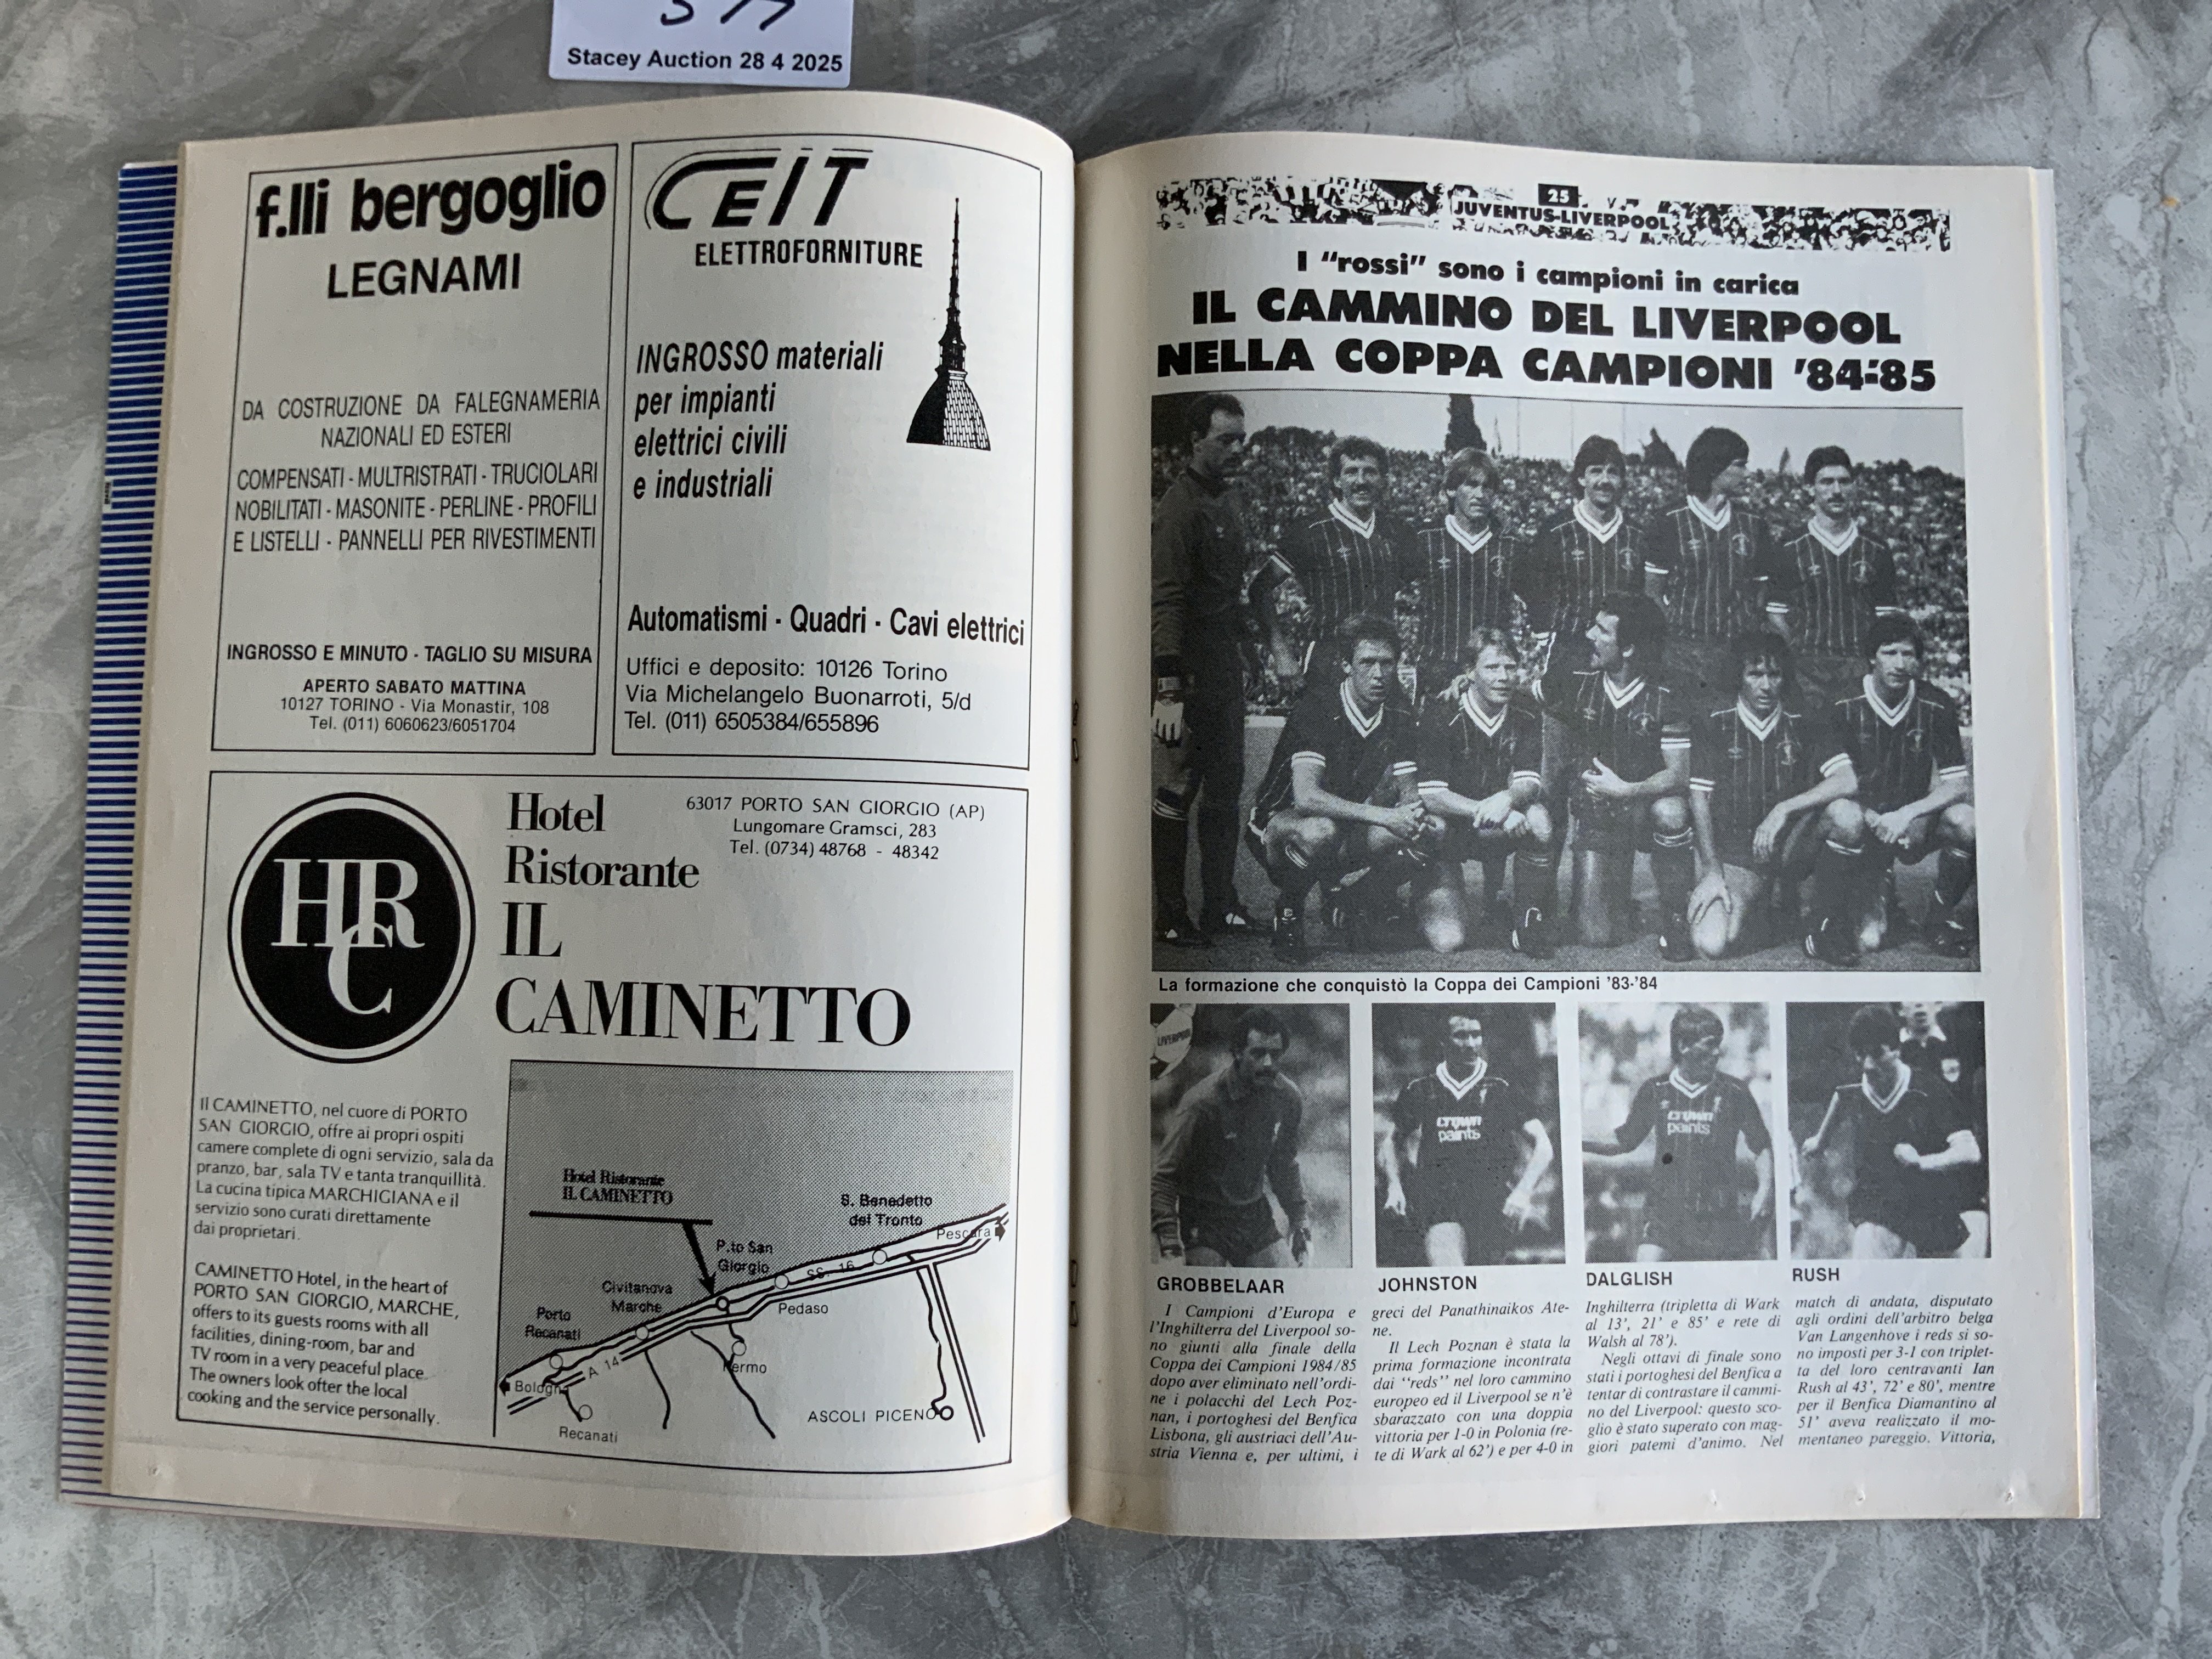 Stacey Auction 28 4 2025
f.lli bergoglio
LEGNAMI
DA COSTRUZIONE DA FALEGNAMERIA
NAZIONALI ED ESTERI
COMPENSATI - MULTRISTRATI - TRUCIOLARI
NOBILITATI - MASONITE - PERLINE - PROFILI
E LISTELLI - PANNELLI PER RIVESTIMENTI
INGROSSO E MINUTO - TAGLIO SU MISURA
APERTO SABATO MATTINA
10127 TORINO - Via Monastir, 108
Tel. (011) 6060623/6051704
CEIT
ELETTROFORNITURE
INGROSSO materiali
per impianti
elettrici civili
e industriali
Automatismi - Quadri - Cavi elettrici
Uffici e deposito: 10126 Torino
Via Michelangelo Buonarroti, 5/d
Tel. (011) 6505384/655896
HRC
Hotel
Ristorante
IL
CAMINETTO
63017 PORTO SAN GIORGIO (AP)
Lungomare Gramsci, 283
Tel. (0734) 48768 - 48342
Il CAMINETTO, nel cuore di PORTO
SAN GIORGIO, offre ai propri ospiti
camere complete di ogni servizio, sala da
pranzo, bar, sala TV e tanta tranquillità.
La cucina tipica MARCHIGIANA e il
servizio sono curati direttamente
dai proprietari.
CAMINETTO Hotel, in the heart of
PORTO SAN GIORGIO, MARCHE,
offers to its guests rooms with all
facilities, dining-room, bar and
TV room in a very peaceful place
The owners look ofter the local
cooking and the service personally.
Hotel Ristorante
IL CAMINETTO
S. Benedetto
del Tronto
Pescara
P.to San
Giorgio
SS. 16
Civitanova
Marche
Pedaso
Porto
Recanati
Fermo
A 14
Bologna
Recanati
ASCOLI PICENO
25
JUVENTUS-LIVERPOOL
I "rossi" sono i campioni in carica
IL CAMMINO DEL LIVERPOOL
NELLA COPPA CAMPIONI '84-'85
La formazione che conquistò la Coppa dei Campioni '83-'84
LIVERPOOL
crown
paints
crown
paints
GROBBELAAR
JOHNSTON
DALGLISH
RUSH
I Campioni d'Europa e
l'Inghilterra del Liverpool so-
no giunti alla finale della
Coppa dei Campioni 1984/85
dopo aver eliminato nell'ordi-
ne i polacchi del Lech Poz-
nan, i portoghesi del Benfica
Lisbona, gli austriaci dell'Au-
stria Vienna e, per ultimi, i
greci del Panathinaikos Ate-
ne.
Il Lech Poznan è stata la
prima formazione incontrata
dai "reds" nel loro cammino
europeo ed il Liverpool se n'è
sbarazzato con una doppia
vittoria per 1-0 in Polonia (re-
te di Wark al 62') e per 4-0 in
Inghilterra (tripletta di Wark
al 13', 21' e 85' e rete di
Walsh al 78').
Negli ottavi di finale sono
stati i portoghesi del Benfica a
tentar di contrastare il cammi-
no del Liverpool: questo sco-
glio è stato superato con mag-
giori patemi d'animo. Nel
match di andata, disputato
agli ordini dell'arbitro belga
Van Langenhove i reds si so-
no imposti per 3-1 con triplet-
ta del loro centravanti Ian
Rush al 43', 72' e 80', mentre
per il Benfica Diamantino al
51' aveva realizzato il mo-
mentaneo pareggio. Vittoria,